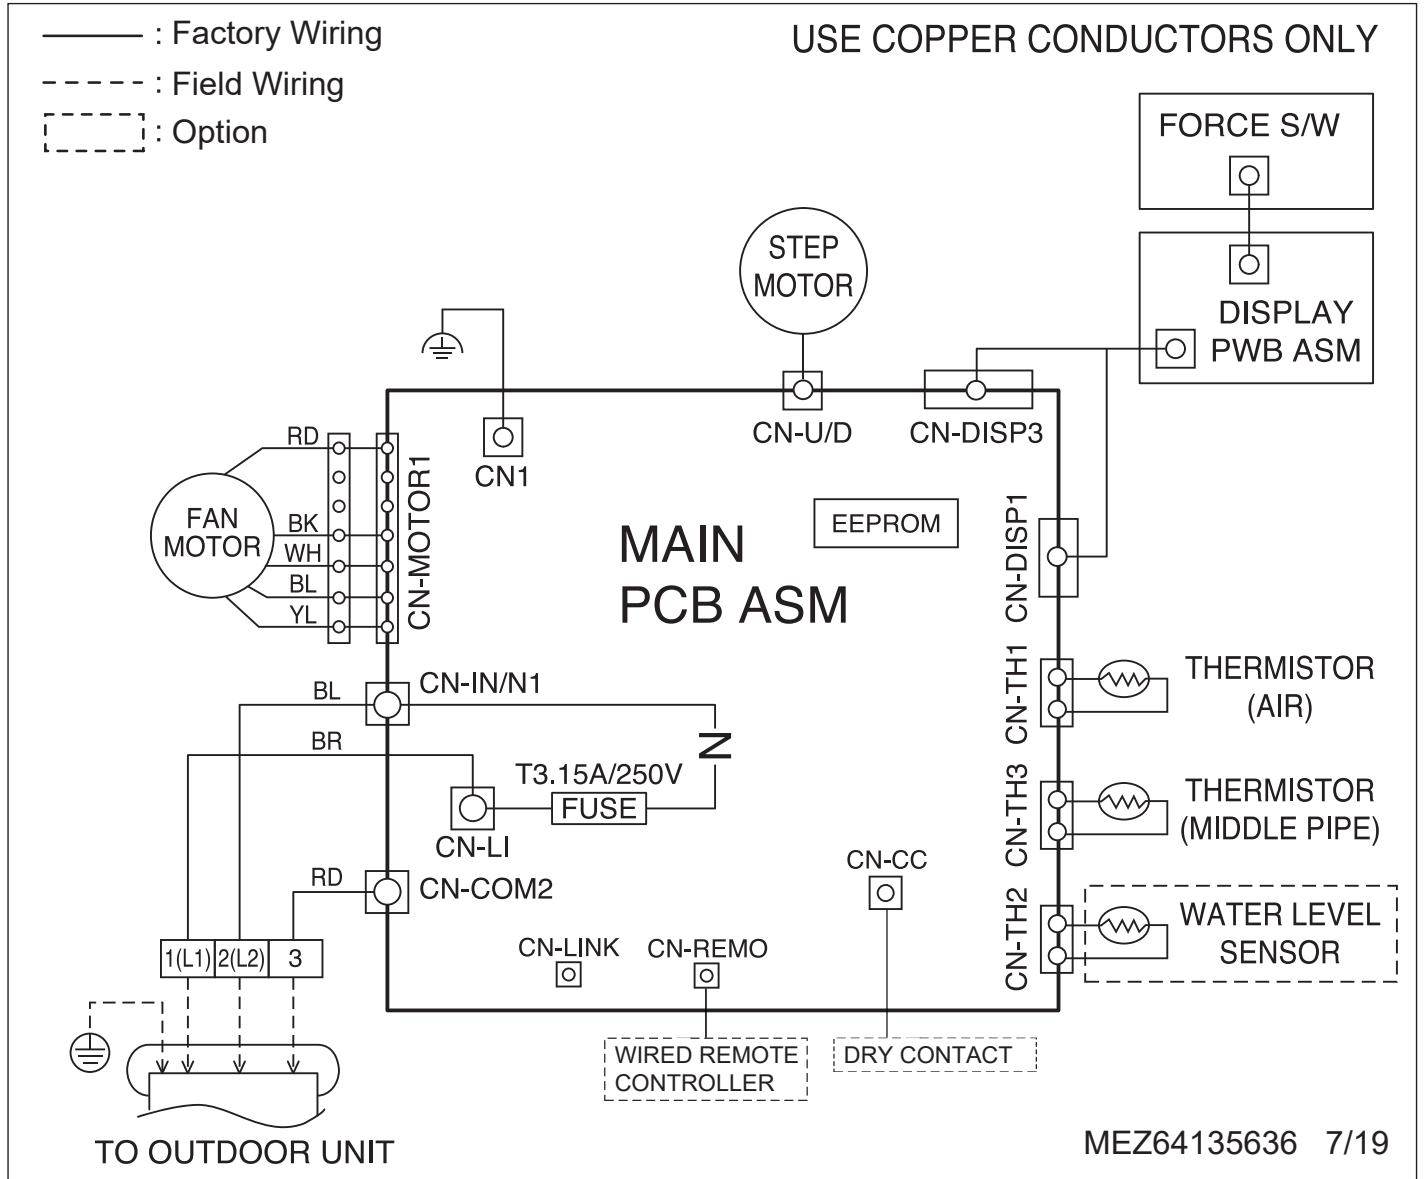 : Factory Wiring
USE COPPER CONDUCTORS ONLY
: Field Wiring
: Option
FORCE S/W
STEP
MOTOR
DISPLAY
PWB ASM
CN-U/D
CN-DISP3
RD
CN1
CN-MOTOR1
FAN
MOTOR
BK
WH
BL
YL
MAIN
PCB ASM
EEPROM
CN-DISP1
CN-TH1
THERMISTOR
(AIR)
BL
CN-IN/N1
BR
N
T3.15A/250V
FUSE
CN-LI
CN-TH3
THERMISTOR
(MIDDLE PIPE)
RD
CN-COM2
CN-CC
CN-TH2
WATER LEVEL
SENSOR
1(L1) 2(L2) 3
CN-LINK
CN-REMO
WIRED REMOTE
CONTROLLER
DRY CONTACT
TO OUTDOOR UNIT
MEZ64135636 7/19